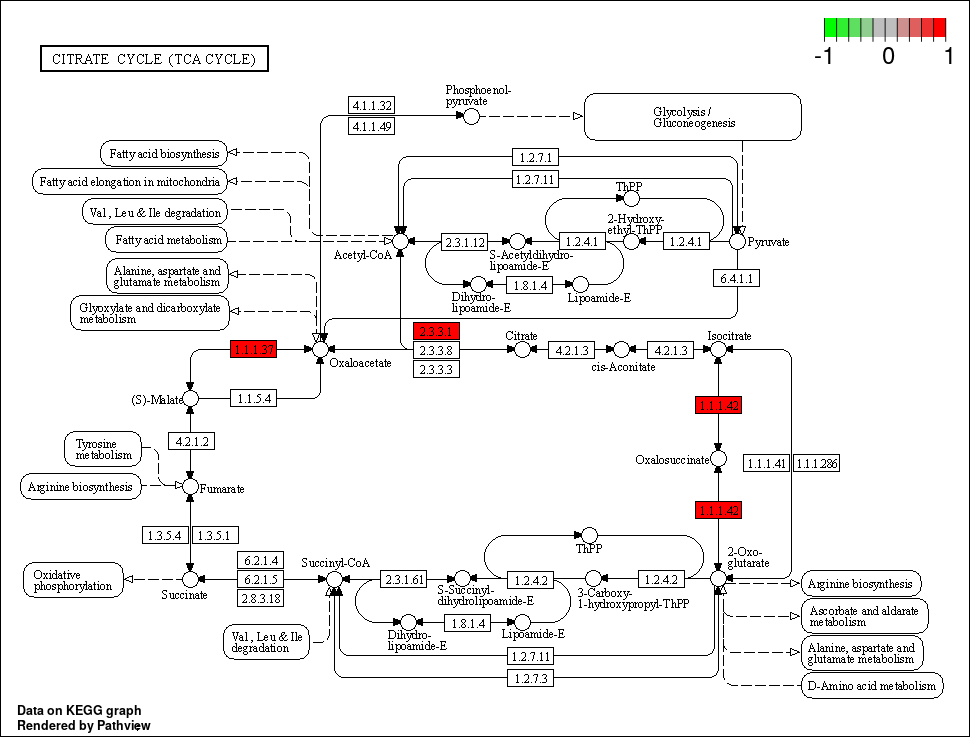 CITRATE CYCLE (TCA CYCLE)
-1 0 1
Phosphoenol-
pyruvate
4.1.1.32
4.1.1.49
Glycolysis /
Gluconeogenesis
Fatty acid biosynthesis
Fatty acid elongation in mitochondria
Val, Leu & Ile degradation
Fatty acid metabolism
Alanine, aspartate and
glutamate metabolism
Glyoxylate and dicarboxylate
metabolism
1.2.7.1
1.2.7.11
ThPP
2-Hydroxy-
ethyl-ThPP
Acetyl-CoA
2.3.1.12
S-Acetyldihydro-
lipoamide-E
1.2.4.1
1.2.4.1
Pyruvate
1.8.1.4
Dihydro-
lipoamide-E
Lipoamide-E
6.4.1.1
1.1.1.37
Oxaloacetate
2.3.3.1
2.3.3.8
2.3.3.3
Citrate
4.2.1.3
cis-Aconitate
4.2.1.3
Isocitrate
(S)-Malate
1.1.5.4
1.1.1.42
4.2.1.2
Tyrosine
metabolism
Oxalosuccinate
1.1.1.41
1.1.1.286
Arginine biosynthesis
Fumarate
1.1.1.42
1.3.5.4
1.3.5.1
ThPP
2-Oxo-
glutarate
6.2.1.4
6.2.1.5
2.8.3.18
Succinyl-CoA
Oxidative
phosphorylation
Succinate
2.3.1.61
S-Succinyl-
dihydrolipoamide-E
1.2.4.2
3-Carboxy-
1-hydroxypropyl-ThPP
1.2.4.2
Arginine biosynthesis
Ascorbate and aldarate
metabolism
Val, Leu & Ile
degradation
Dihydro-
lipoamide-E
1.8.1.4
Lipoamide-E
1.2.7.11
1.2.7.3
Alanine, aspartate and
glutamate metabolism
D-Amino acid metabolism
Data on KEGG graph
Rendered by Pathview